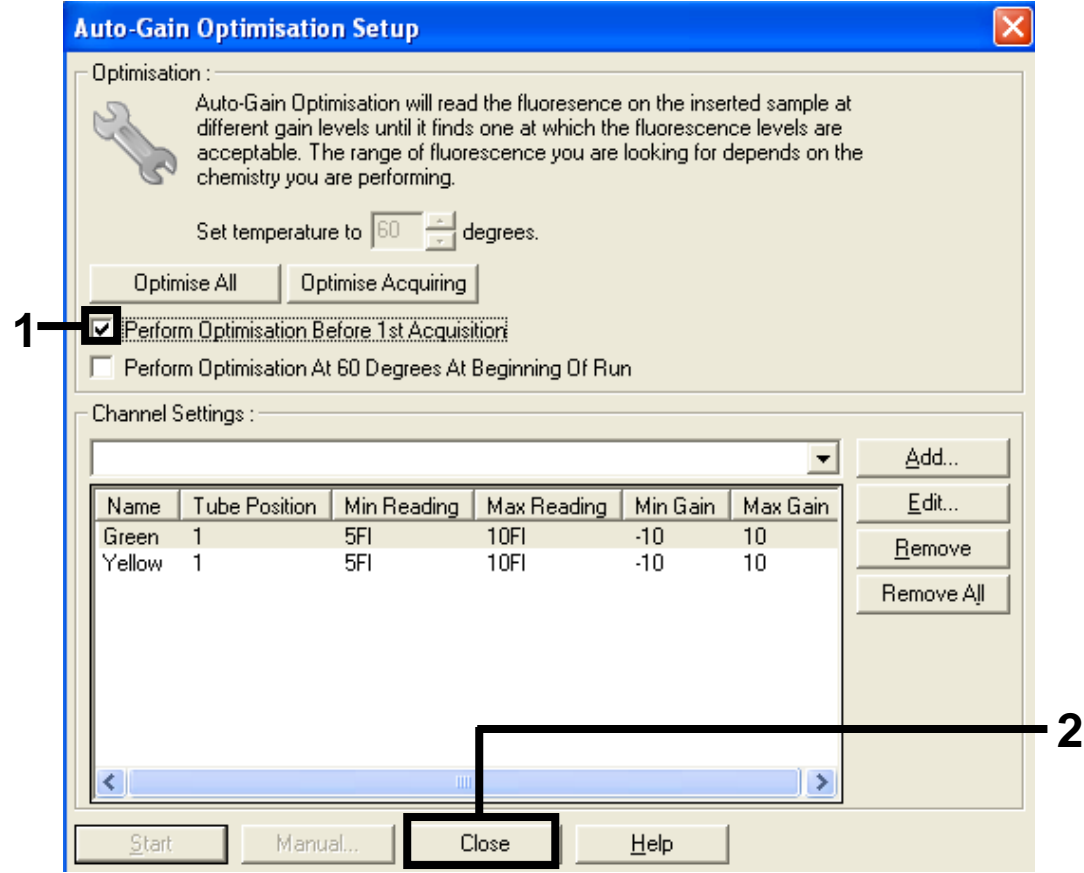 Auto-Gain Optimisation Setup
Optimisation :
Auto-Gain Optimisation will read the fluoresence on the inserted sample at
different gain levels until it finds one at which the fluorescence levels are
acceptable. The range of fluorescence you are looking for depends on the
chemistry you are performing.
Set temperature to 60 degrees.
Optimise All Optimise Acquiring
1 Perform Optimisation Before 1st Acquisition
Perform Optimisation At 60 Degrees At Beginning Of Run
Channel Settings :
Add...
Name Tube Position Min Reading Max Reading Min Gain Max Gain Edit...
Green 1 5Fl 10Fl -10 10
Remove
Yellow 1 5Fl 10Fl -10 10
Remove All
2
Start Manual... Close Help